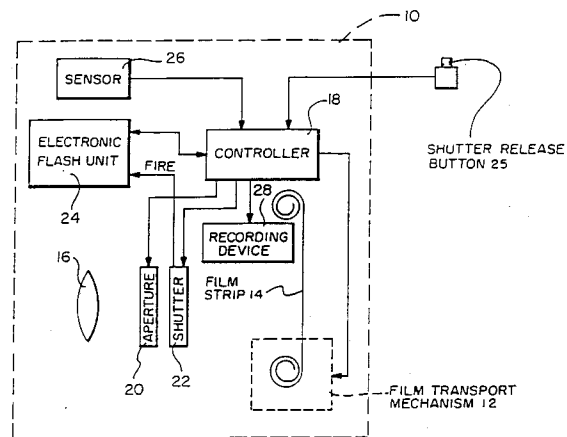 10
26
SENSOR
18
ELECTRONIC
FLASH UNIT
CONTROLLER
SHUTTER RELEASE
BUTTON 25
FIRE
24
28
RECORDING
DEVICE
16
FILM
STRIP 14
APERTURE
SHUTTER
20
22
FILM TRANSPORT
MECHANISM 12